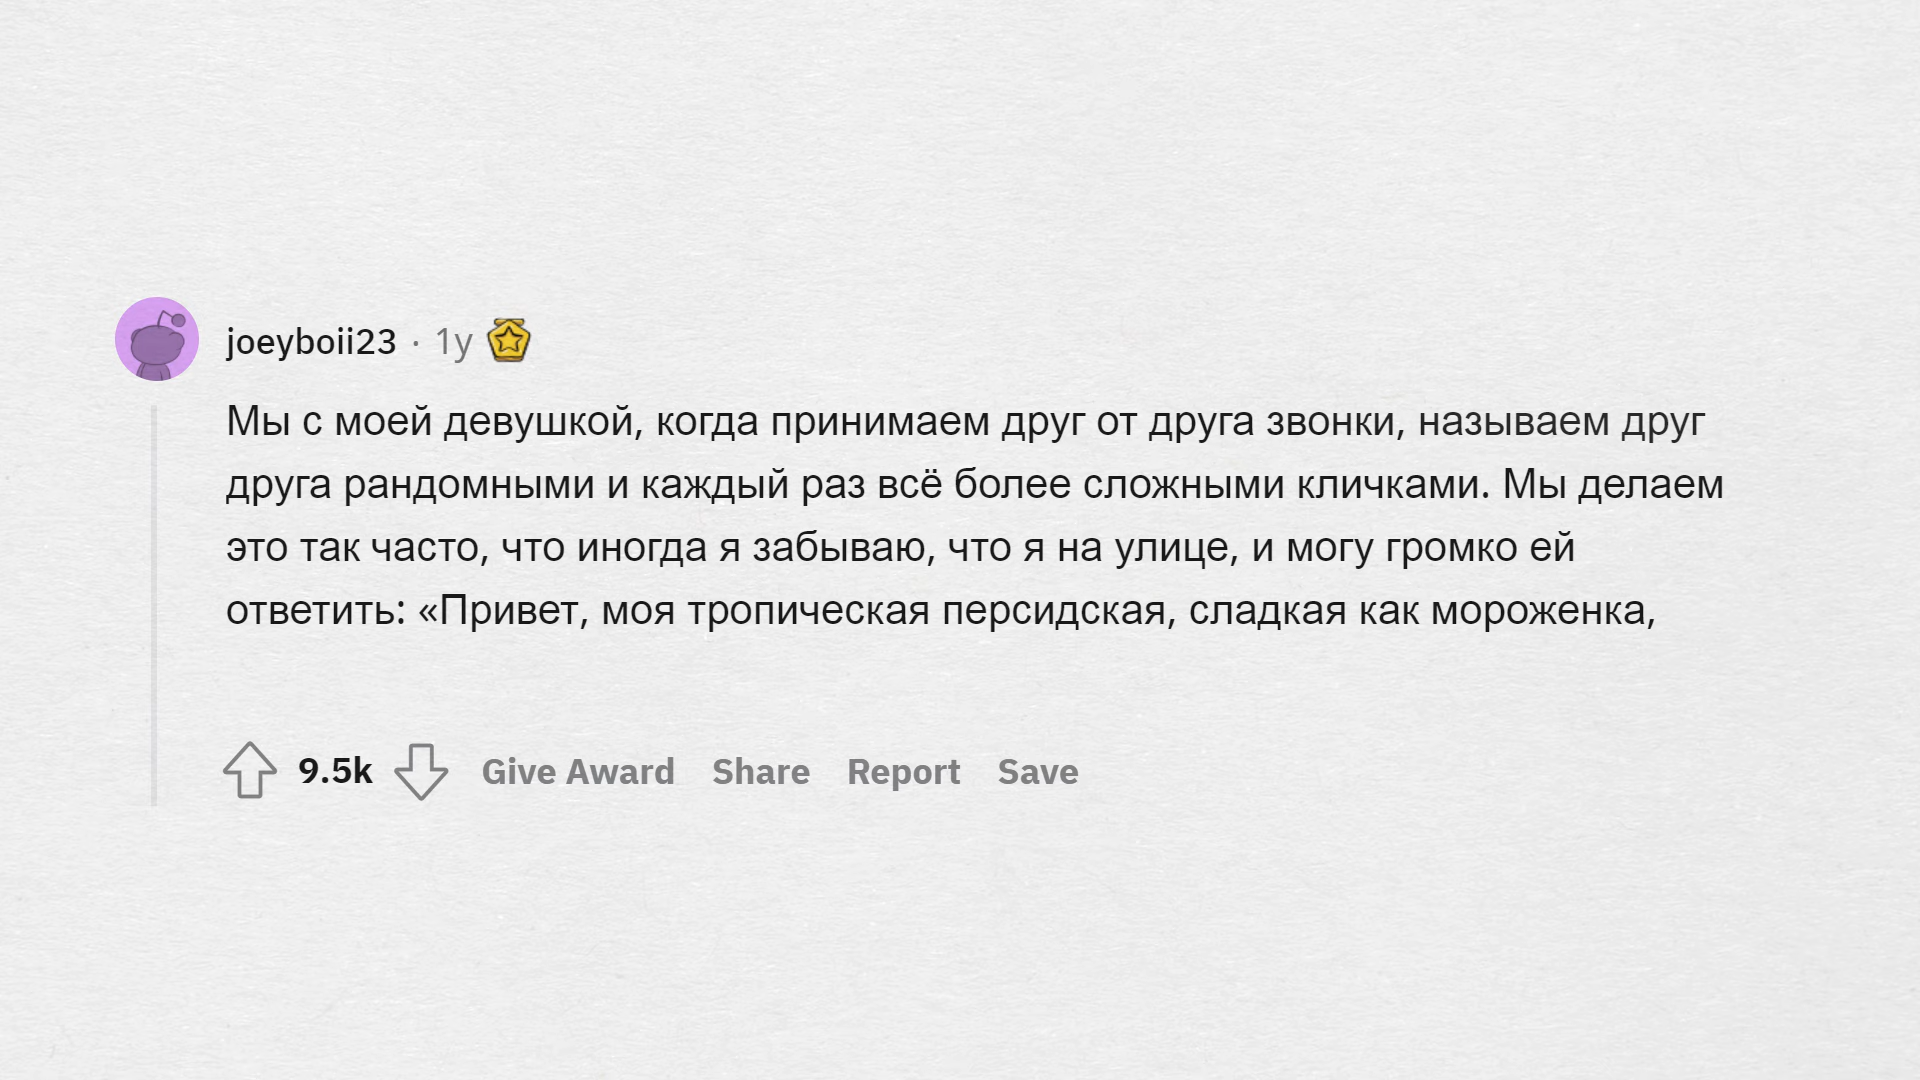 joeyboii23 · 1y
Мы с моей девушкой, когда принимаем друг от друга звонки, называем друг
друга рандомными и каждый раз всё более сложными кличками. Мы делаем
это так часто, что иногда я забываю, что я на улице, и могу громко ей
ответить: «Привет, моя тропическая персидская, сладкая как мороженка,
9.5k Give Award Share Report Save